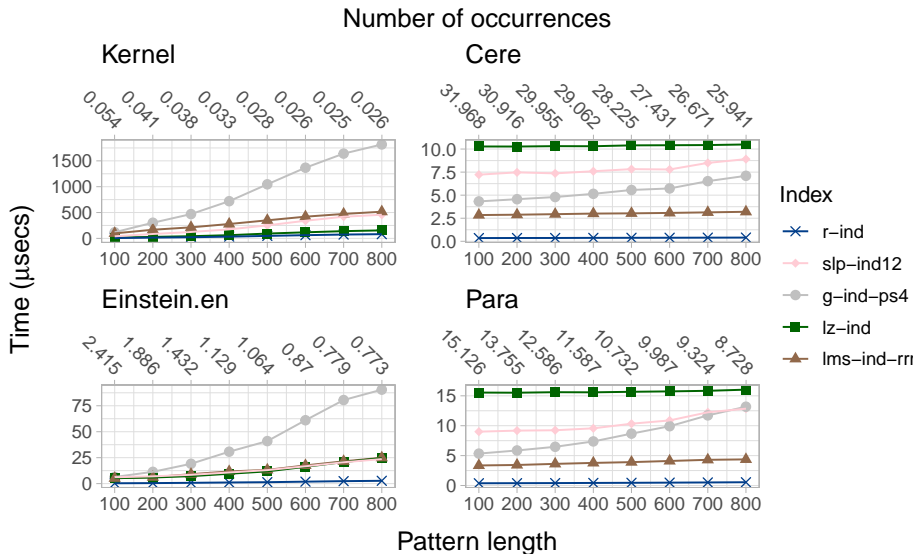 Number of occurrences
Kernel
0.054 0.041 0.038 0.033 0.028 0.026 0.025 0.026
1500
1000
500
0
100 200 300 400 500 600 700 800
Cere
31.968 30.916 29.955 29.062 28.225 27.431 26.671 25.941
10.0
7.5
5.0
2.5
0.0
100 200 300 400 500 600 700 800
Einstein.en
2.415 1.886 1.432 1.129 1.064 0.87 0.779 0.773
75
50
25
0
100 200 300 400 500 600 700 800
Para
15.126 13.755 12.586 11.587 10.732 9.987 9.324 8.728
15
10
5
0
100 200 300 400 500 600 700 800
Time (μsecs)
Pattern length
Index
r−ind
slp−ind12
g−ind−ps4
lz−ind
lms−ind−rrr